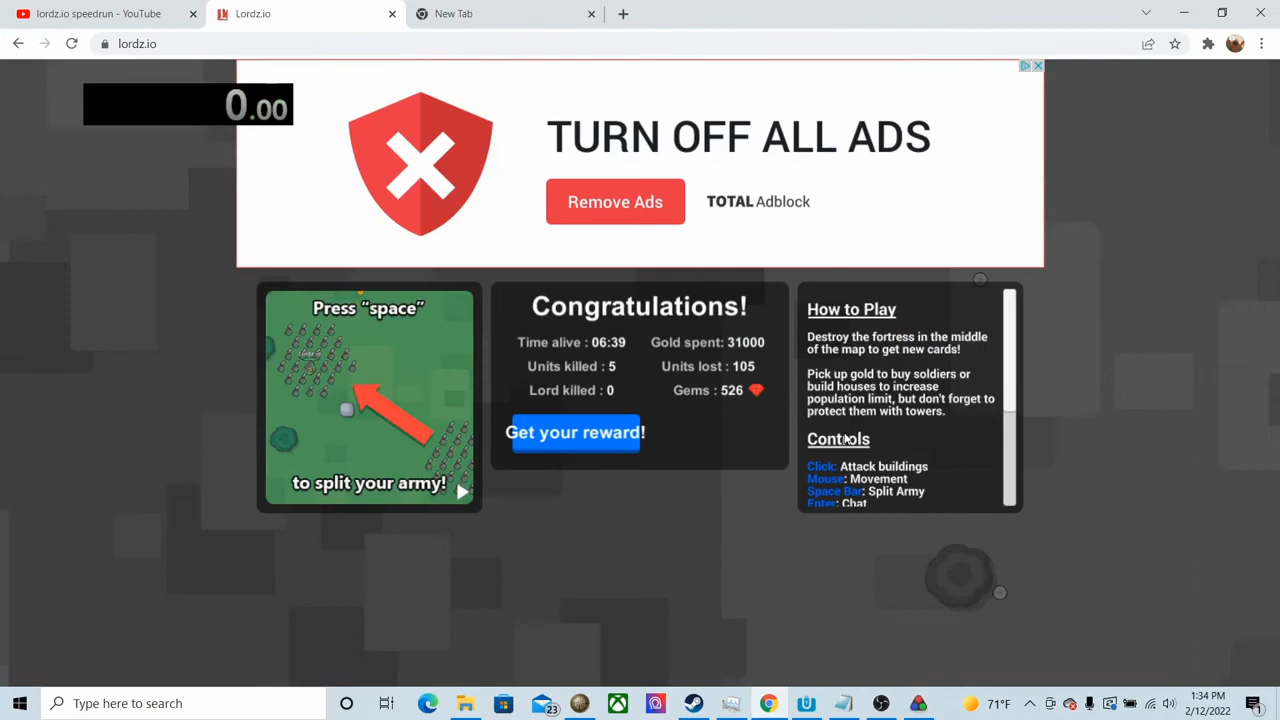 lordz.io speedrun - YouTube
Lordz.io
New Tab
lordz.io
0.00
TURN OFF ALL ADS
Remove Ads
TOTAL Adblock
Press “space”
Lordz.io
to split your army!
Congratulations!
Time alive : 06:39 Gold spent: 31000
Units killed : 5 Units lost : 105
Lord killed : 0 Gems : 526
Get your reward!
How to Play
Destroy the fortress in the middle
of the map to get new cards!
Pick up gold to buy soldiers or
build houses to increase
population limit, but don't forget to
protect them with towers.
Controls
Click: Attack buildings
Mouse: Movement
Space Bar: Split Army
Enter: Chat
Type here to search
23
71°F
1:34 PM
2/12/2022
1